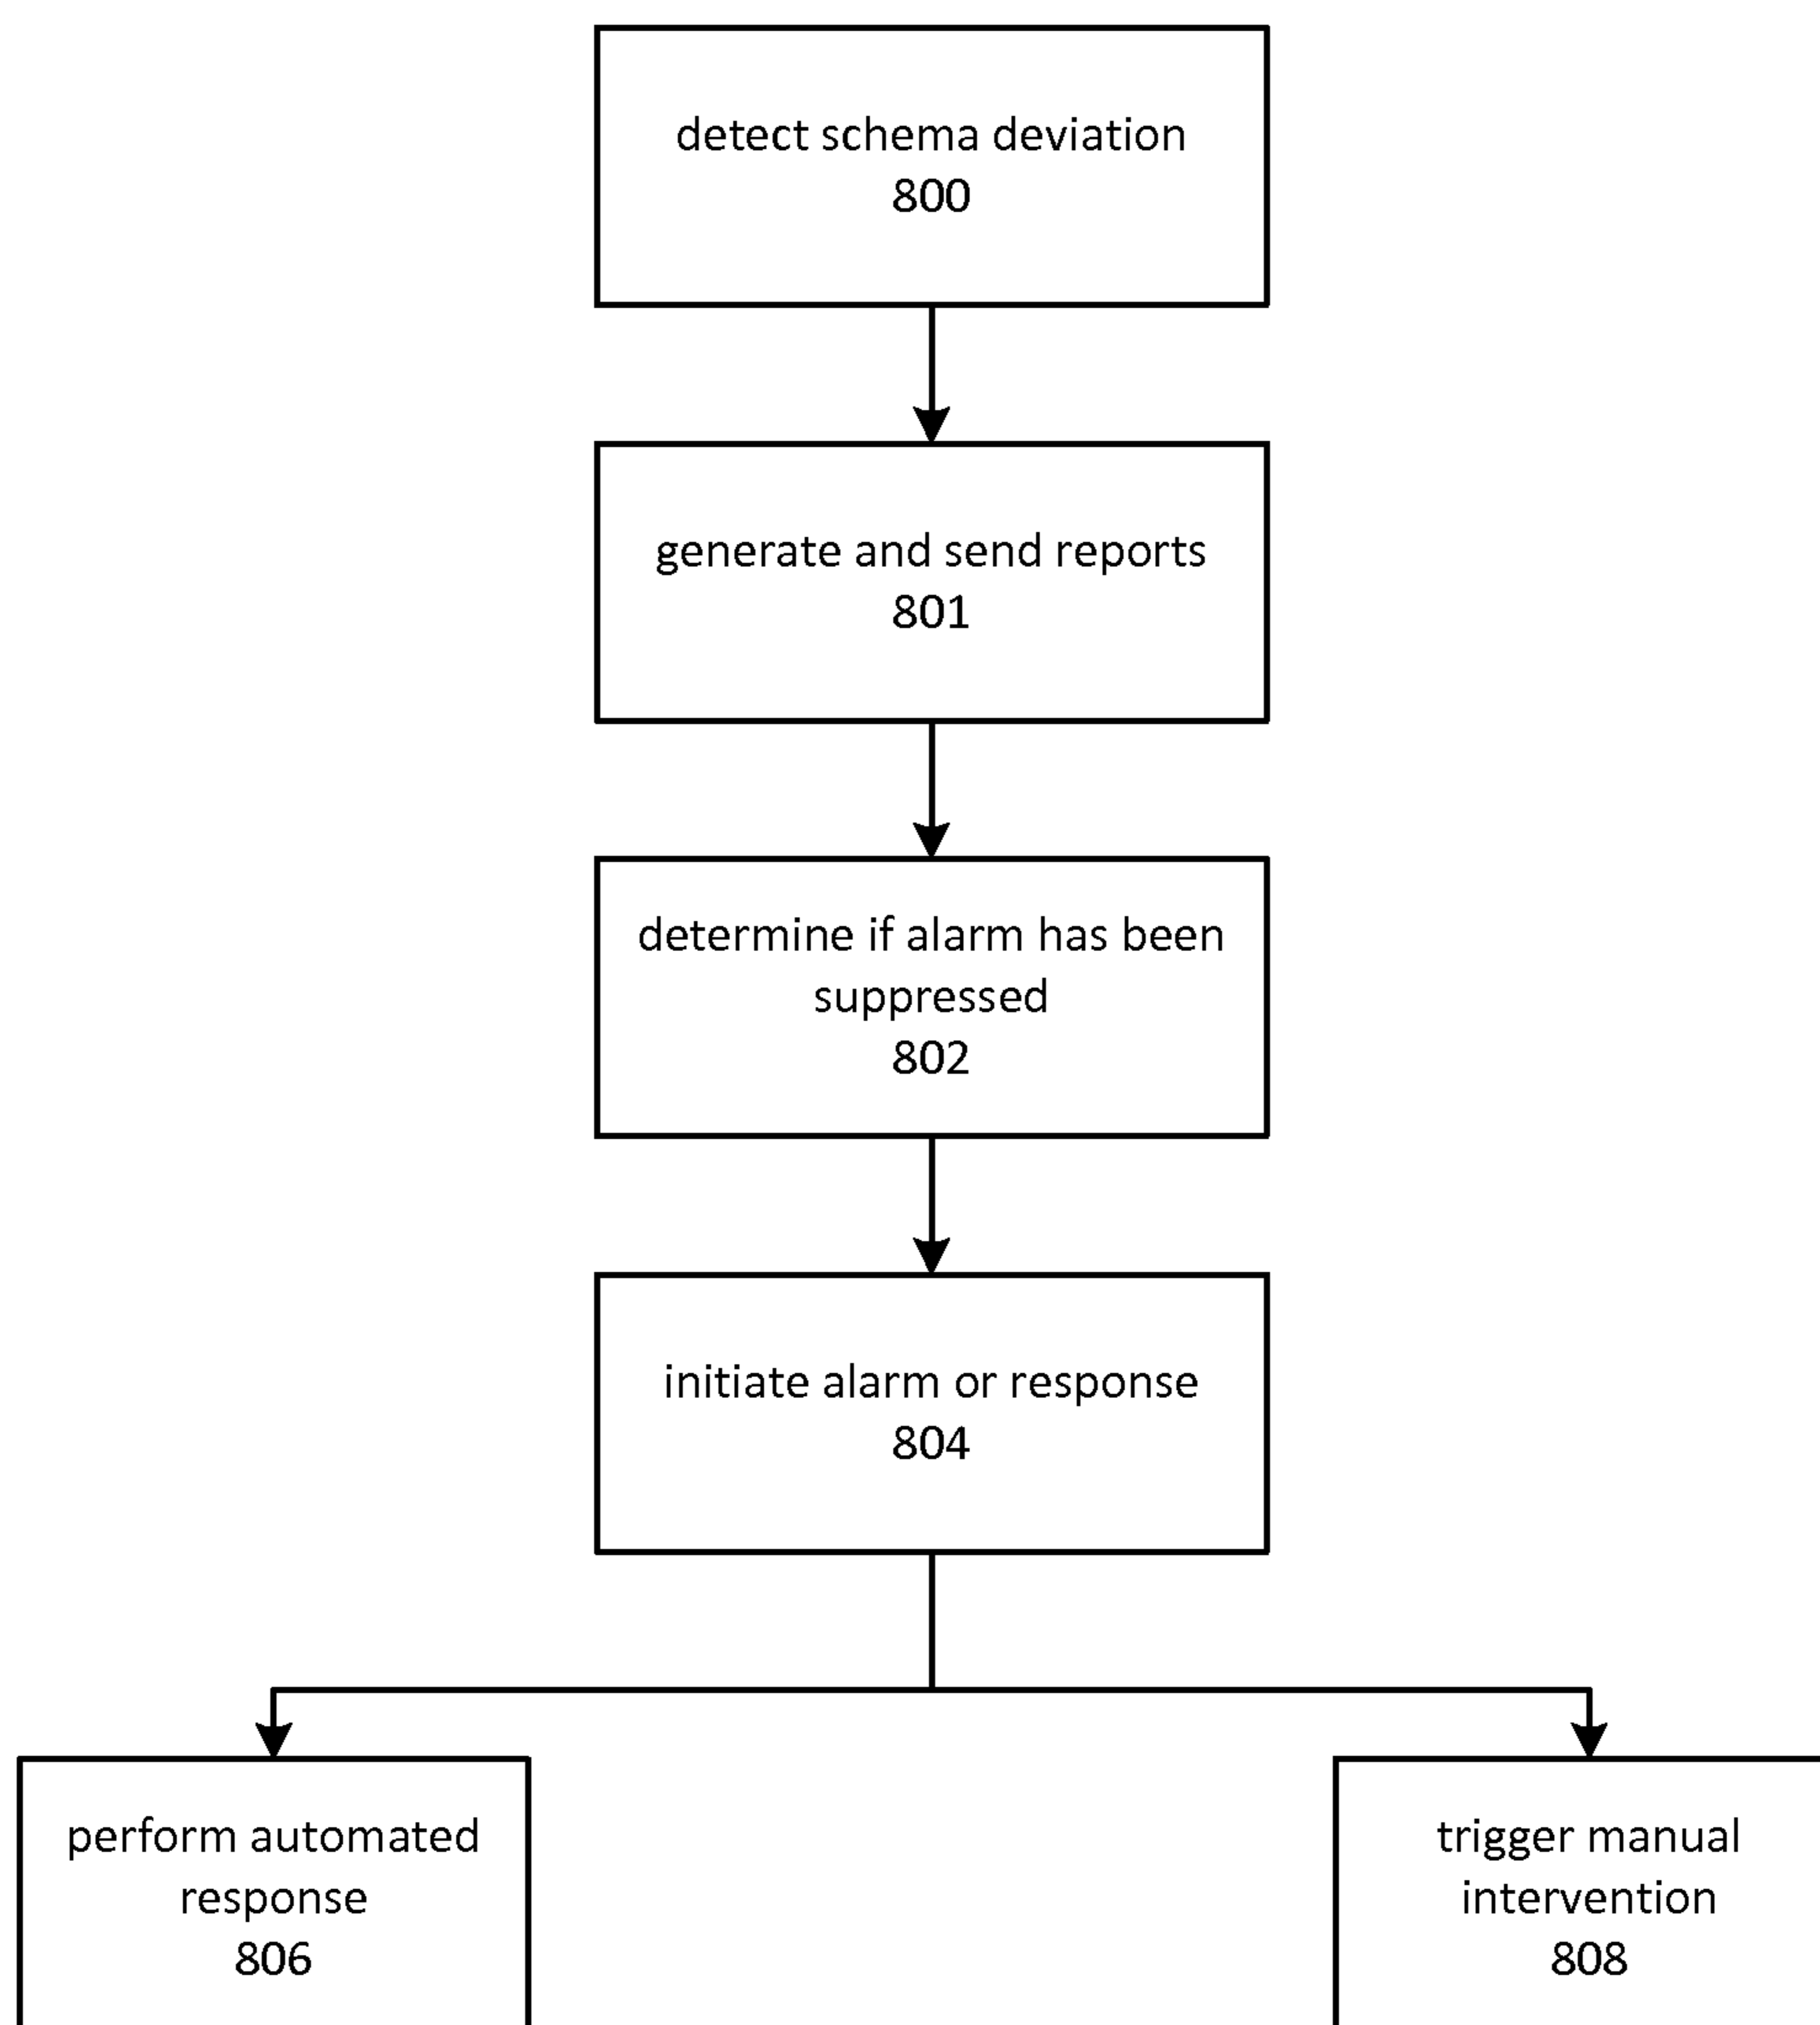 detect schema deviation
800
generate and send reports
801
determine if alarm has been
suppressed
802
initiate alarm or response
804
perform automated
response
806
trigger manual
intervention
808